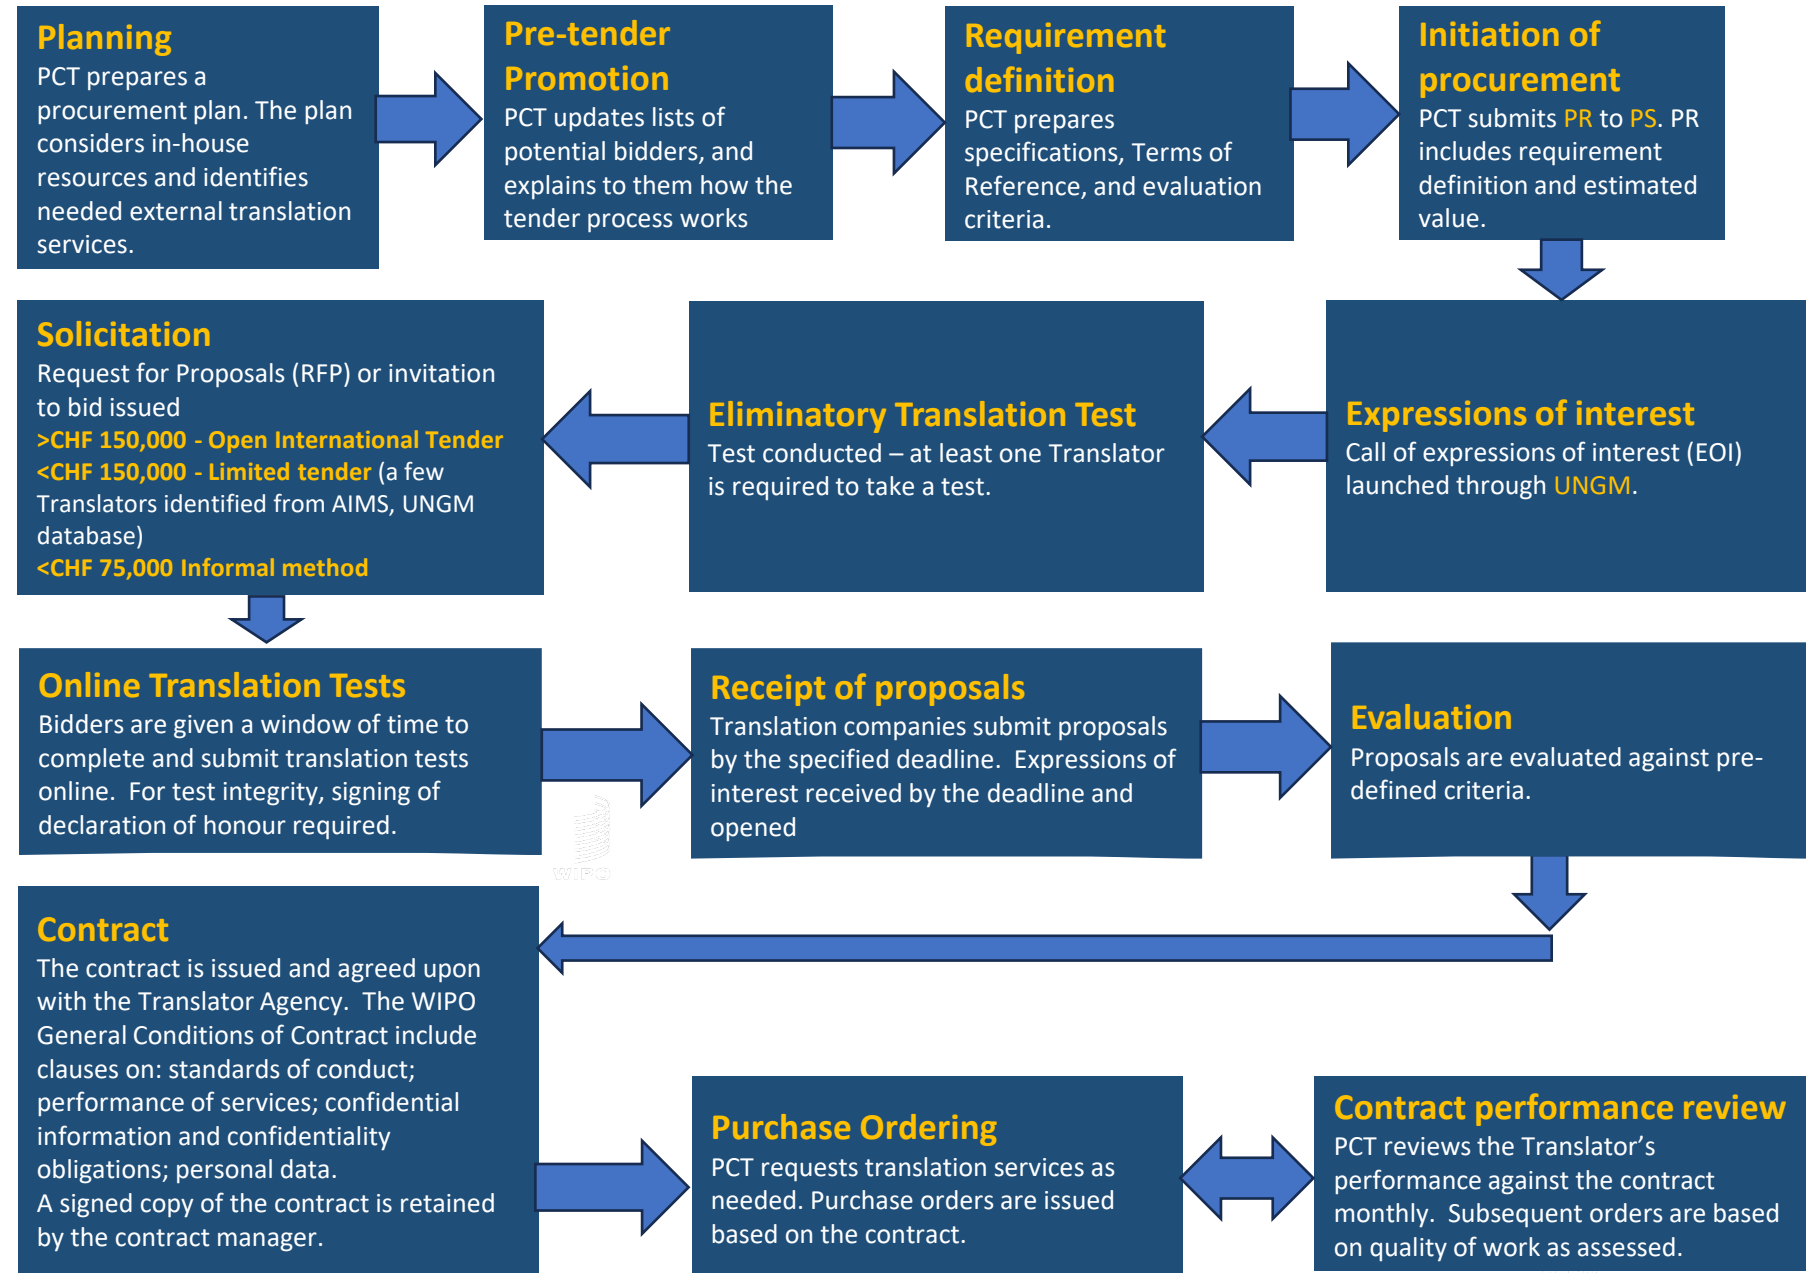 Planning
PCT prepares a
procurement plan. The plan
considers in-house
resources and identifies
needed external translation
services.
Pre-tender
Promotion
PCT updates lists of
potential bidders, and
explains to them how the
tender process works
Requirement
definition
PCT prepares
specifications, Terms of
Reference, and evaluation
criteria.
Initiation of
procurement
PCT submits PR to PS. PR
includes requirement
definition and estimated
value.
Expressions of interest
Call of expressions of interest (EOI)
launched through UNGM.
Eliminatory Translation Test
Test conducted – at least one Translator
is required to take a test.
Solicitation
Request for Proposals (RFP) or invitation
to bid issued
>CHF 150,000 - Open International Tender
<CHF 150,000 - Limited tender (a few
Translators identified from AIMS, UNGM
database)
<CHF 75,000 Informal method
Online Translation Tests
Bidders are given a window of time to
complete and submit translation tests
online.  For test integrity, signing of
declaration of honour required.
WIPO
Receipt of proposals
Translation companies submit proposals
by the specified deadline.  Expressions of
interest received by the deadline and
opened
Evaluation
Proposals are evaluated against pre-
defined criteria.
Contract
The contract is issued and agreed upon
with the Translator Agency.  The WIPO
General Conditions of Contract include
clauses on: standards of conduct;
performance of services; confidential
information and confidentiality
obligations; personal data.
A signed copy of the contract is retained
by the contract manager.
Purchase Ordering
PCT requests translation services as
needed. Purchase orders are issued
based on the contract.
Contract performance review
PCT reviews the Translator’s
performance against the contract
monthly.  Subsequent orders are based
on quality of work as assessed.